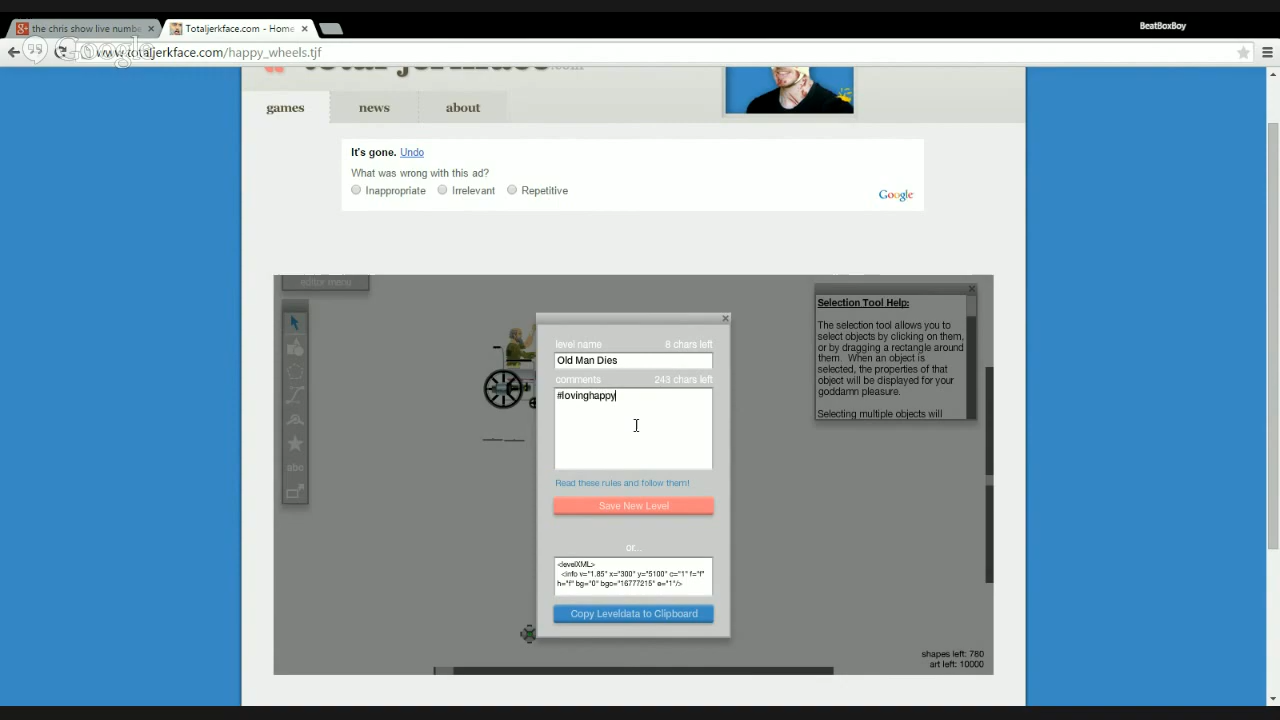 the chris show live numbe
Totaljerkface.com - Home
BeatBoxBoy
Google
www.totaljerkface.com/happy_wheels.tjf
games
news
about
It's gone. Undo
What was wrong with this ad?
Inappropriate Irrelevant Repetitive
Google
editor menu
Selection Tool Help:
The selection tool allows you to
select objects by clicking on them,
or by dragging a rectangle around
them. When an object is
selected, the properties of that
object will be displayed for your
goddamn pleasure.
Selecting multiple objects will
abc
level name 8 chars left
Old Man Dies
comments 243 chars left
#lovinghappy
Read these rules and follow them!
Save New Level
or...
<levelXML>
<info v="1.85" x="300" y="5100" c="1" f="f"
h="f" bg="0" bgc="16777215" e="1"/>
Copy Leveldata to Clipboard
shapes left: 780
art left: 10000